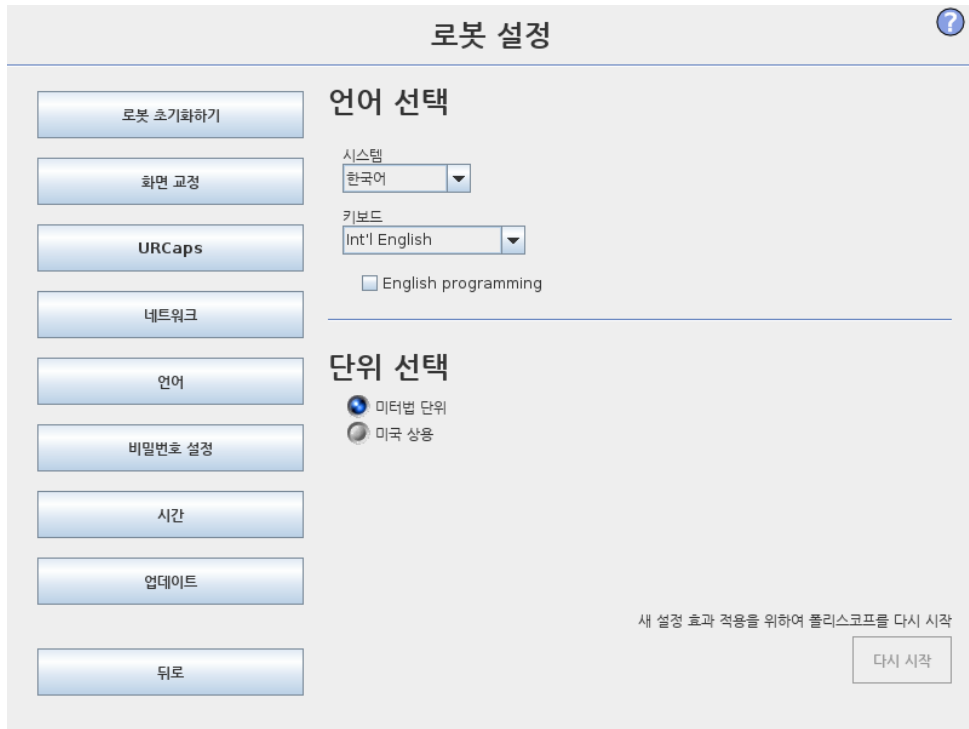 로봇 설정
?
로봇 초기화하기
화면 교정
URCaps
네트워크
언어
비밀번호 설정
시간
업데이트
뒤로
언어 선택
시스템
한국어
키보드
Int'l English
English programming
단위 선택
미터법 단위
미국 상용
새 설정 효과 적용을 위하여 폴리스코프를 다시 시작
다시 시작